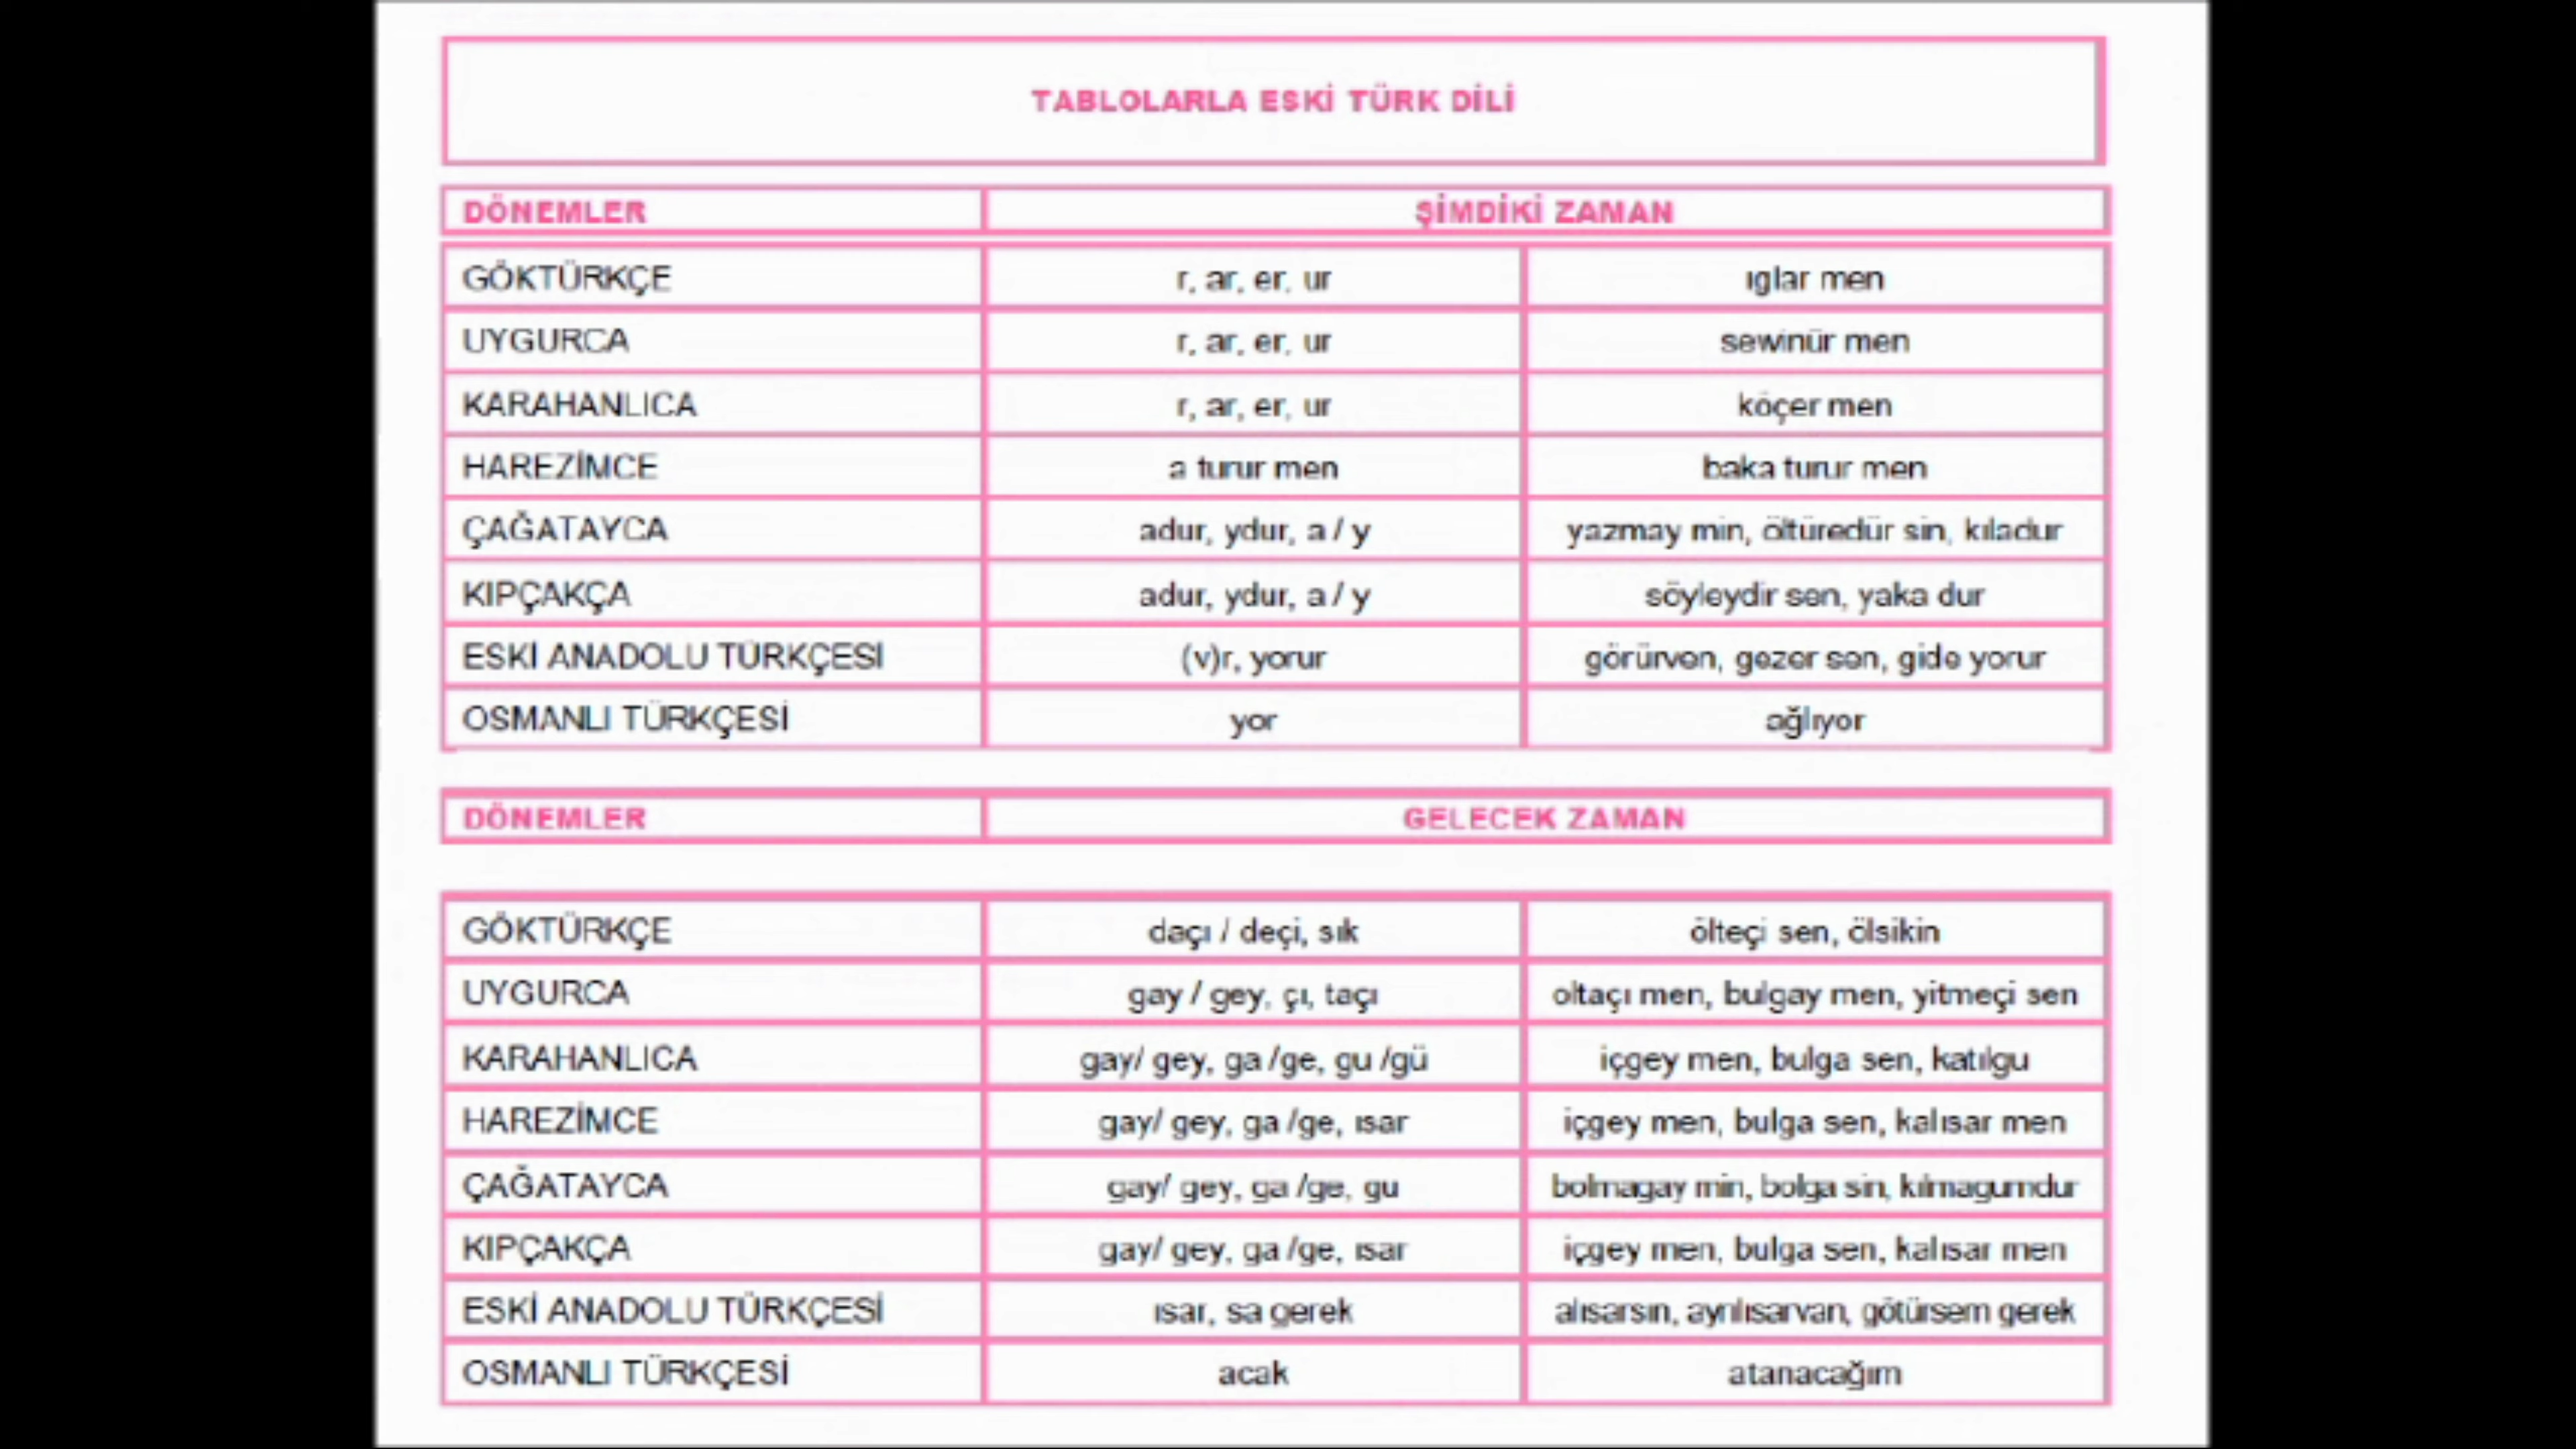 TABLOLARLA ESKİ TÜRK DİLİ
DÖNEMLER ŞİMDİKİ ZAMAN
GÖKTÜRKÇE r, ar, er, ur ıglar men
UYGURCA r, ar, er, ur sewinür men
KARAHANLICA r, ar, er, ur köçer men
HAREZİMCE a turur men baka turur men
ÇAĞATAYCA adur, ydur, a / y yazmay min, öltüredür sin, kıladur
KIPÇAKÇA adur, ydur, a / y söyleydir sen, yaka dur
ESKİ ANADOLU TÜRKÇESİ (v)r, yorur görürven, gezer sen, gide yorur
OSMANLI TÜRKÇESİ yor ağlıyor
DÖNEMLER GELECEK ZAMAN
GÖKTÜRKÇE daçı / deçi, sık ölteçi sen, ölsikin
UYGURCA gay / gey, çı, taçı oltaçı men, bulgay men, yitmeçi sen
KARAHANLICA gay/ gey, ga /ge, gu /gü içgey men, bulga sen, katılgu
HAREZİMCE gay/ gey, ga /ge, ısar içgey men, bulga sen, kalısar men
ÇAĞATAYCA gay/ gey, ga /ge, gu bolmagay min, bolga sin, kılmagumdur
KIPÇAKÇA gay/ gey, ga /ge, ısar içgey men, bulga sen, kalısar men
ESKİ ANADOLU TÜRKÇESİ ısar, sa gerek alısarsın, ayrılısarvan, götürsem gerek
OSMANLI TÜRKÇESİ acak atanacağım